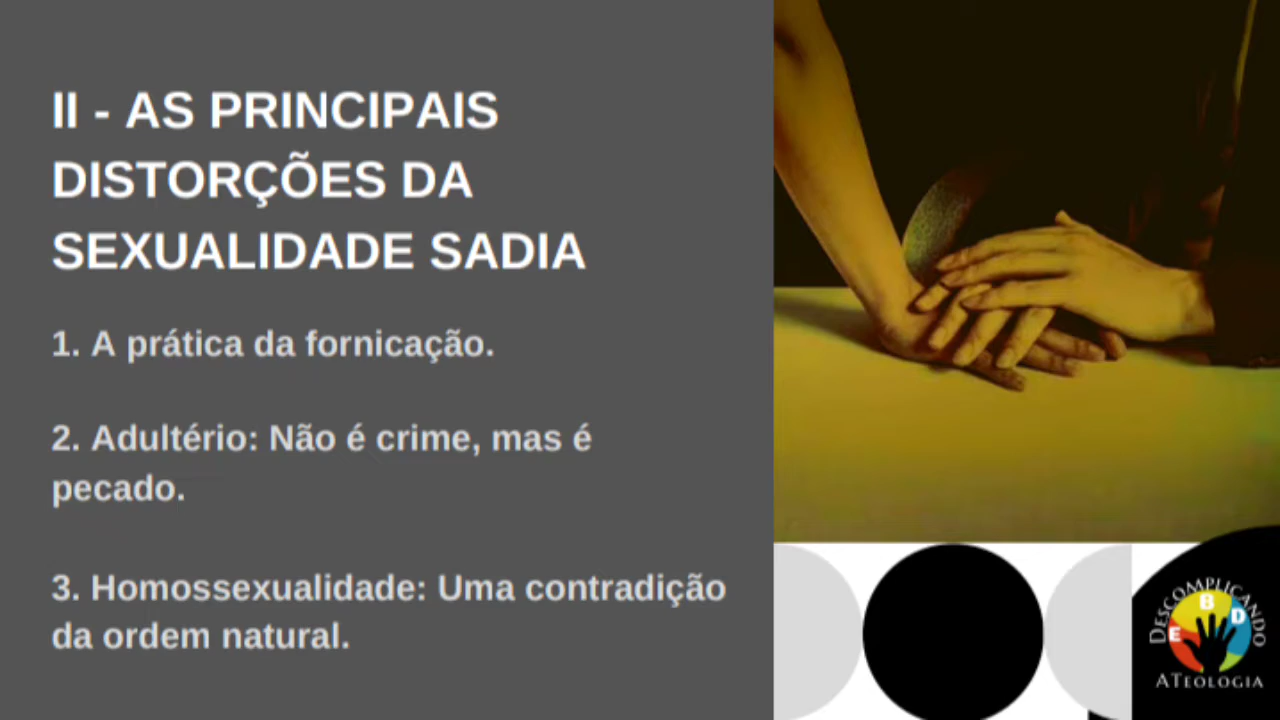 II - AS PRINCIPAIS
DISTORÇÕES DA
SEXUALIDADE SADIA
1. A prática da fornicação.
2. Adultério: Não é crime, mas é
pecado.
3. Homossexualidade: Uma contradição
da ordem natural.
DESCOMPLICANDO
E B D
ATEOLOGIA